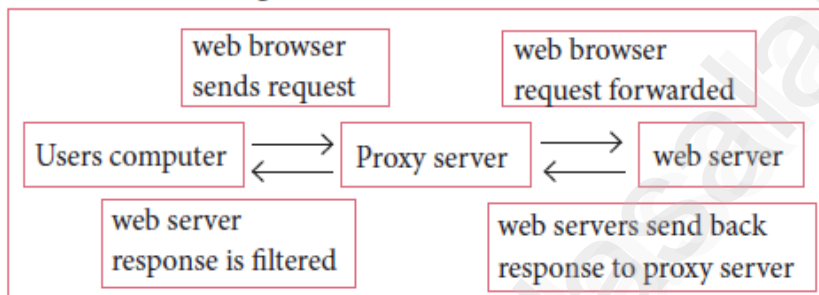 web browser
sends request
web browser
request forwarded
Users computer
Proxy server
web server
web server
response is filtered
web servers send back
response to proxy server